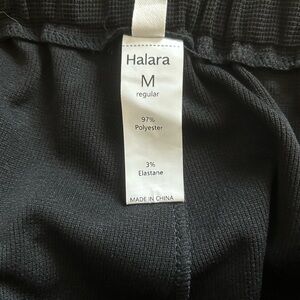 Halara
M
regular
97%
Polyester
3%
Elastane
MADE IN CHINA